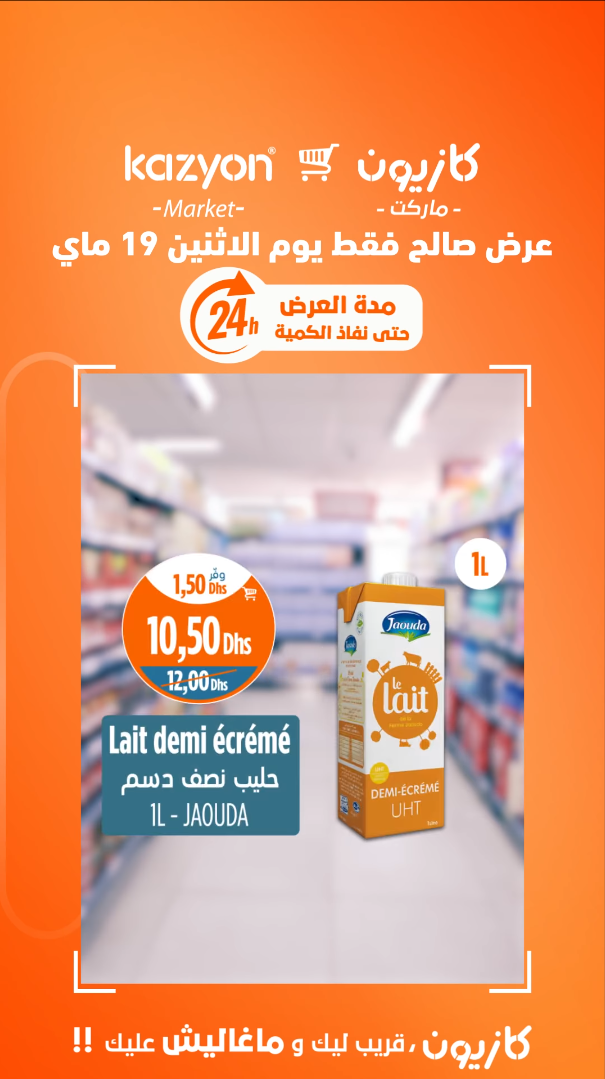 kazyon® كازيون
-Market- - ماركت -
عرض صالح فقط يوم الاثنين 19 ماي
24h
مدة العرض
حتى نفاذ الكمية
1L
وفّر
1,50 Dhs
10,50 Dhs
12,00 Dhs
Lait demi écrémé
حليب نصف دسم
1L - JAOUDA
Jaouda
le
lait
DEMI-ÉCRÉMÉ
UHT
كازيون، قريب ليك و ماغاليش عليك !!